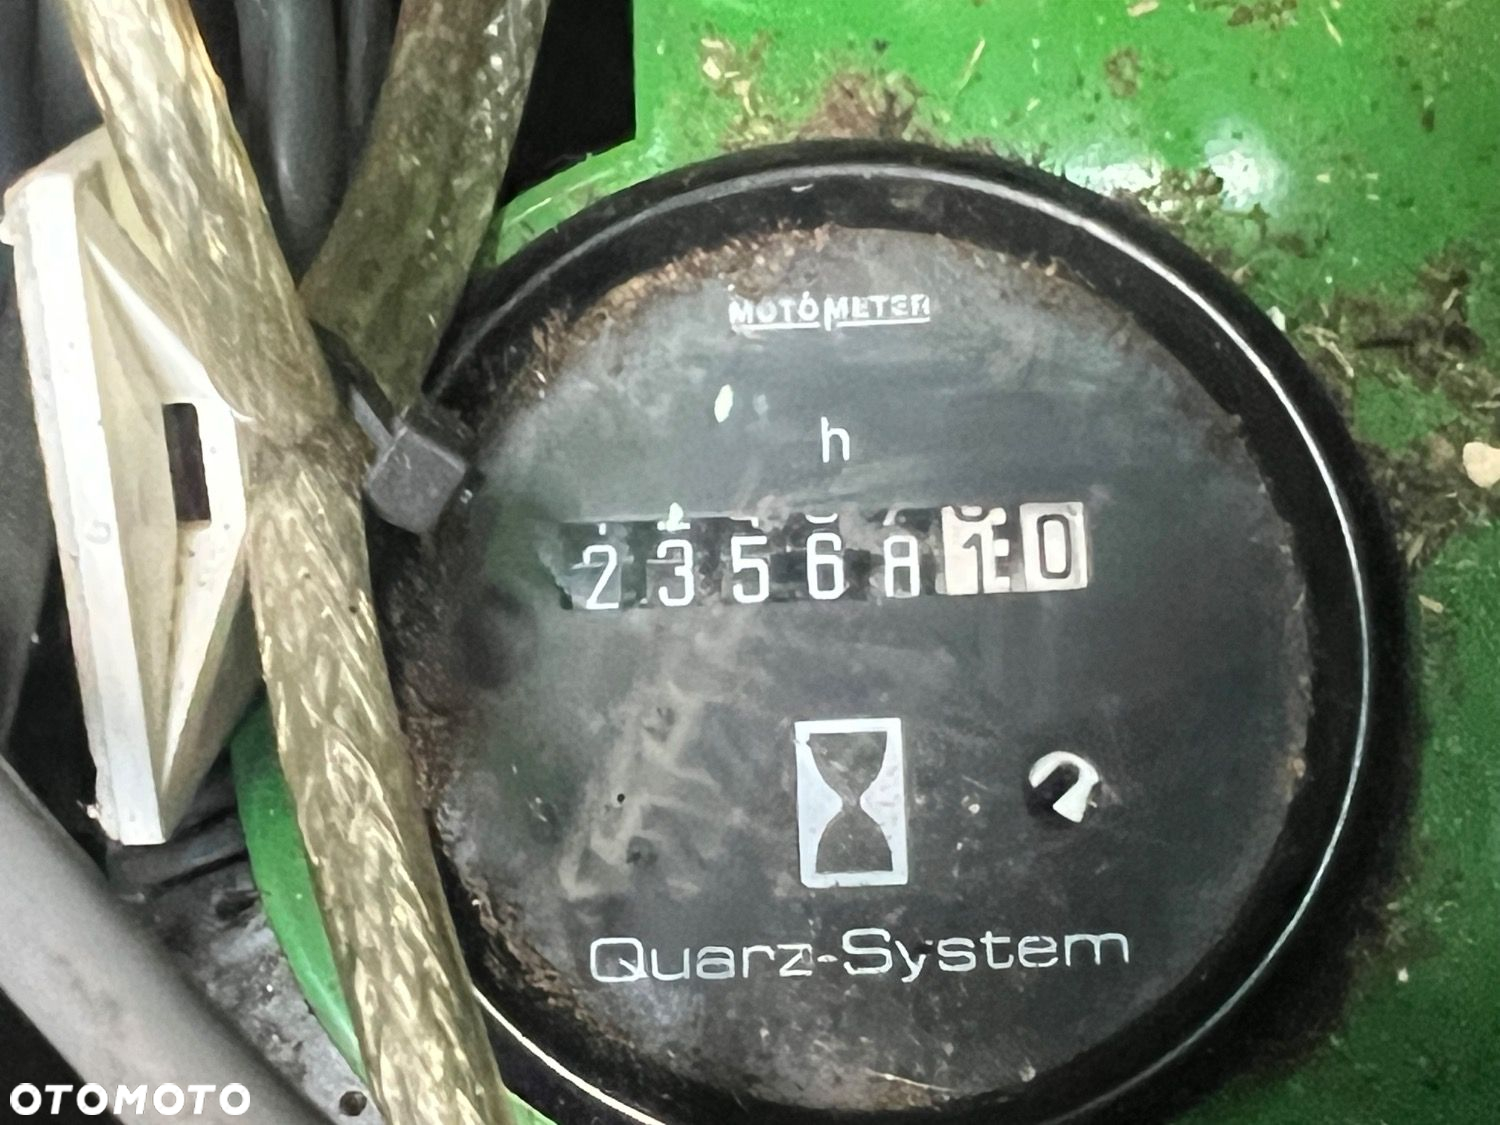 MOTOMETER
h
2356810
Quarz-System
OTOMOTO